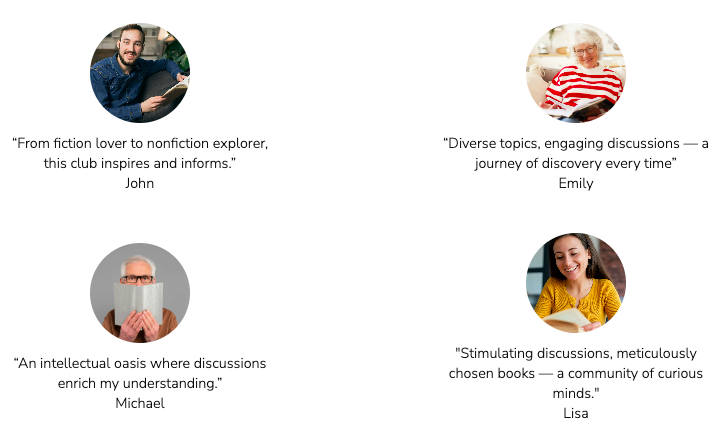 “From fiction lover to nonfiction explorer,
this club inspires and informs.”
John
“Diverse topics, engaging discussions — a
journey of discovery every time”
Emily
“An intellectual oasis where discussions
enrich my understanding.”
Michael
"Stimulating discussions, meticulously
chosen books — a community of curious
minds."
Lisa